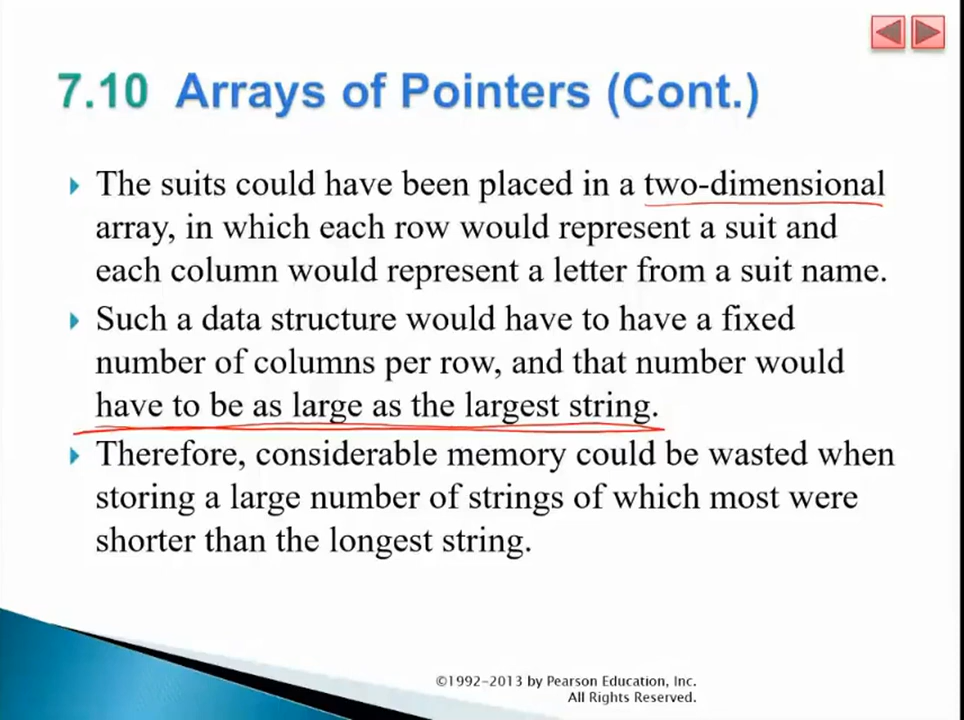 7.10 Arrays of Pointers (Cont.)
The suits could have been placed in a two-dimensional
array, in which each row would represent a suit and
each column would represent a letter from a suit name.
Such a data structure would have to have a fixed
number of columns per row, and that number would
have to be as large as the largest string.
Therefore, considerable memory could be wasted when
storing a large number of strings of which most were
shorter than the longest string.
©1992-2013 by Pearson Education, Inc.
All Rights Reserved.